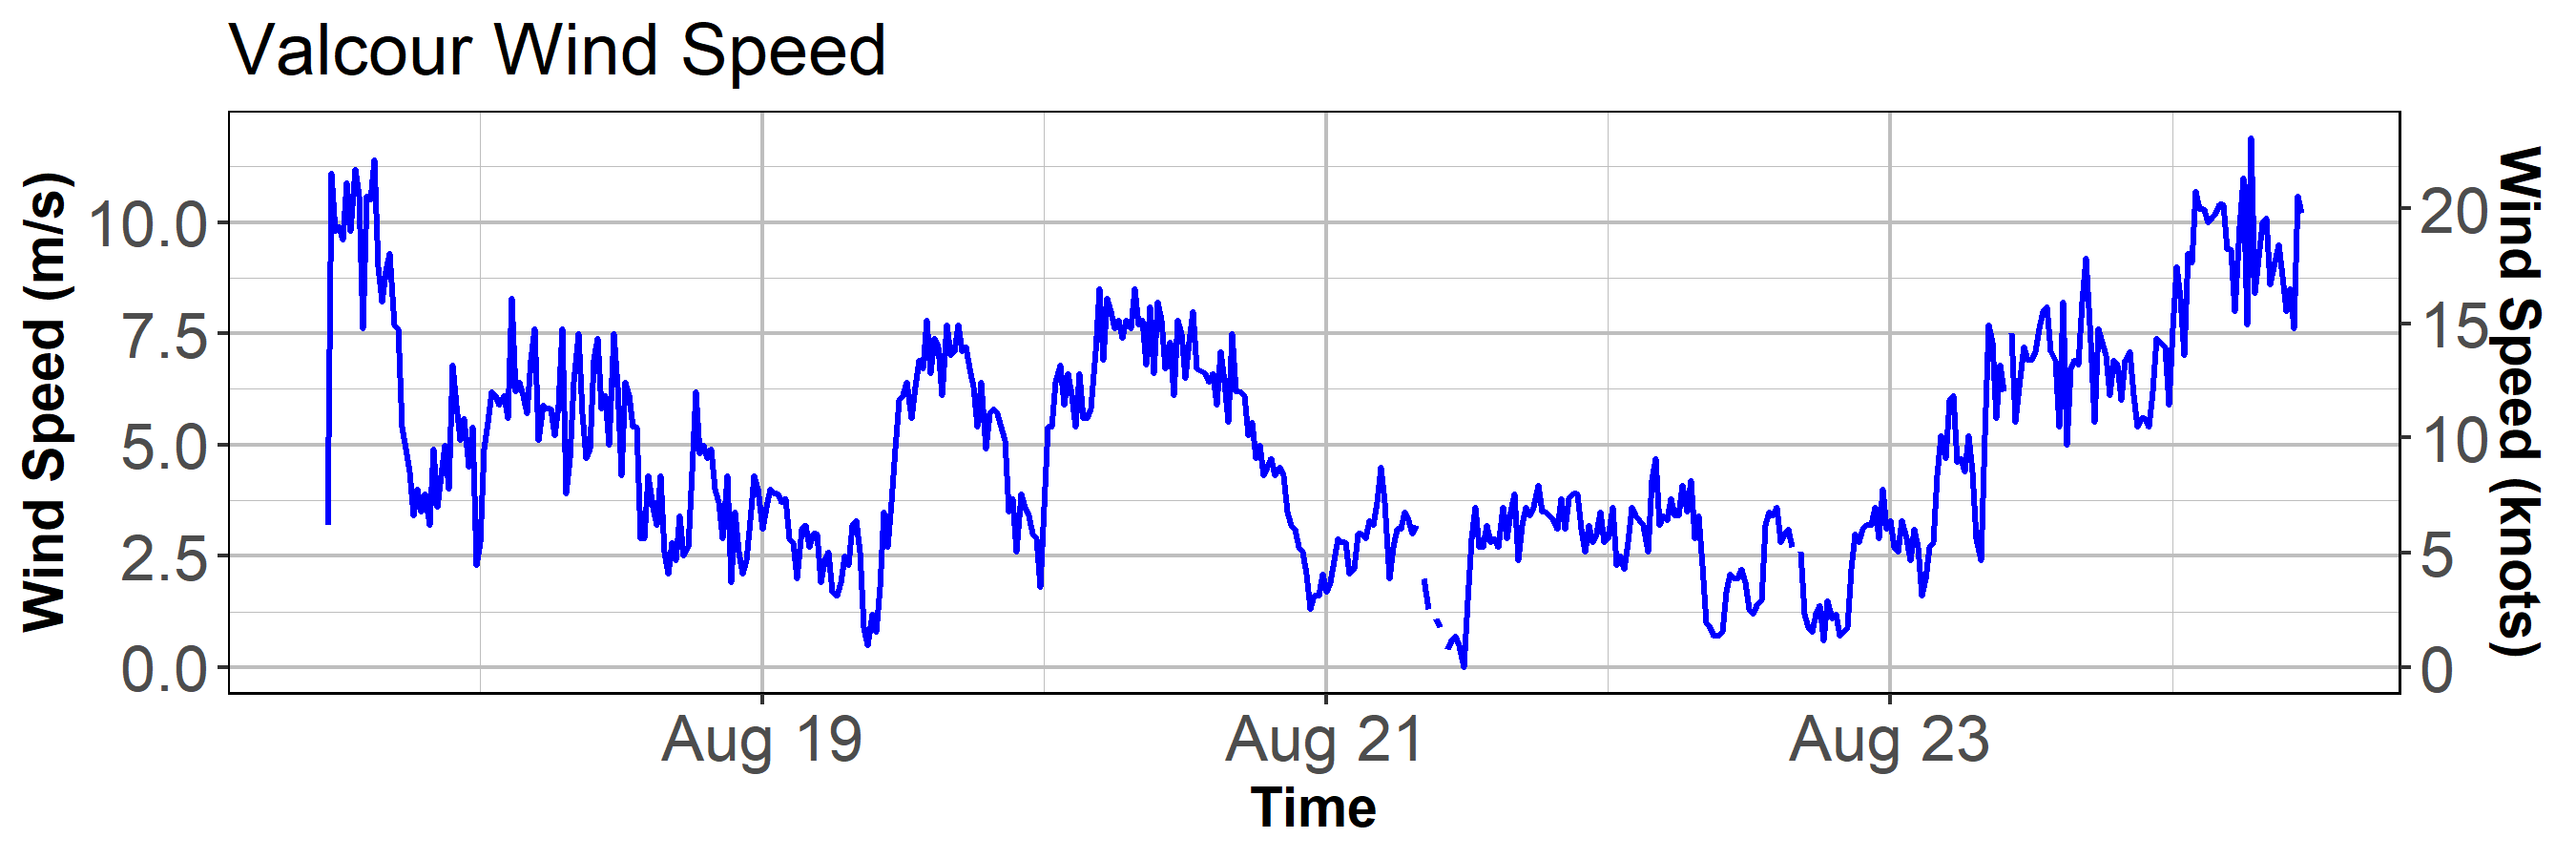 Valcour Wind Speed
Wind Speed (m/s)
10.0
7.5
5.0
2.5
0.0
20
15
10
5
0
Wind Speed (knots)
Aug 19
Aug 21
Aug 23
Time